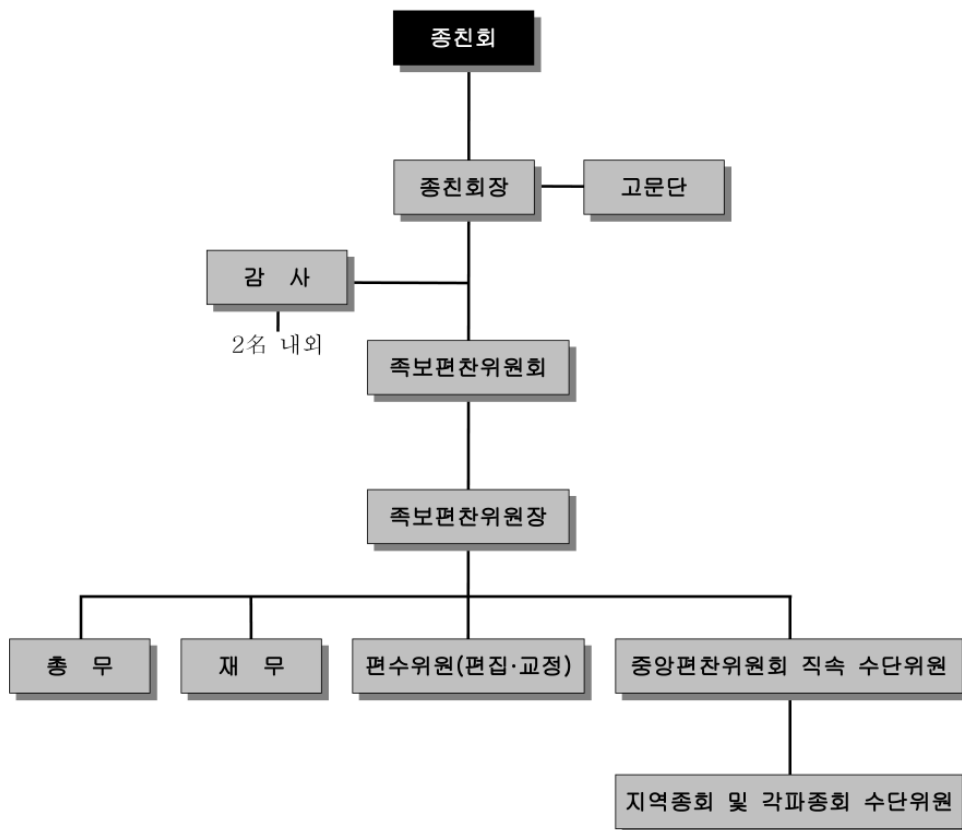 종친회
종친회장
고문단
감 사
2名 내외
족보편찬위원회
족보편찬위원장
총 무
재 무
편수위원(편집·교정)
중앙편찬위원회 직속 수단위원
지역종회 및 각파종회 수단위원